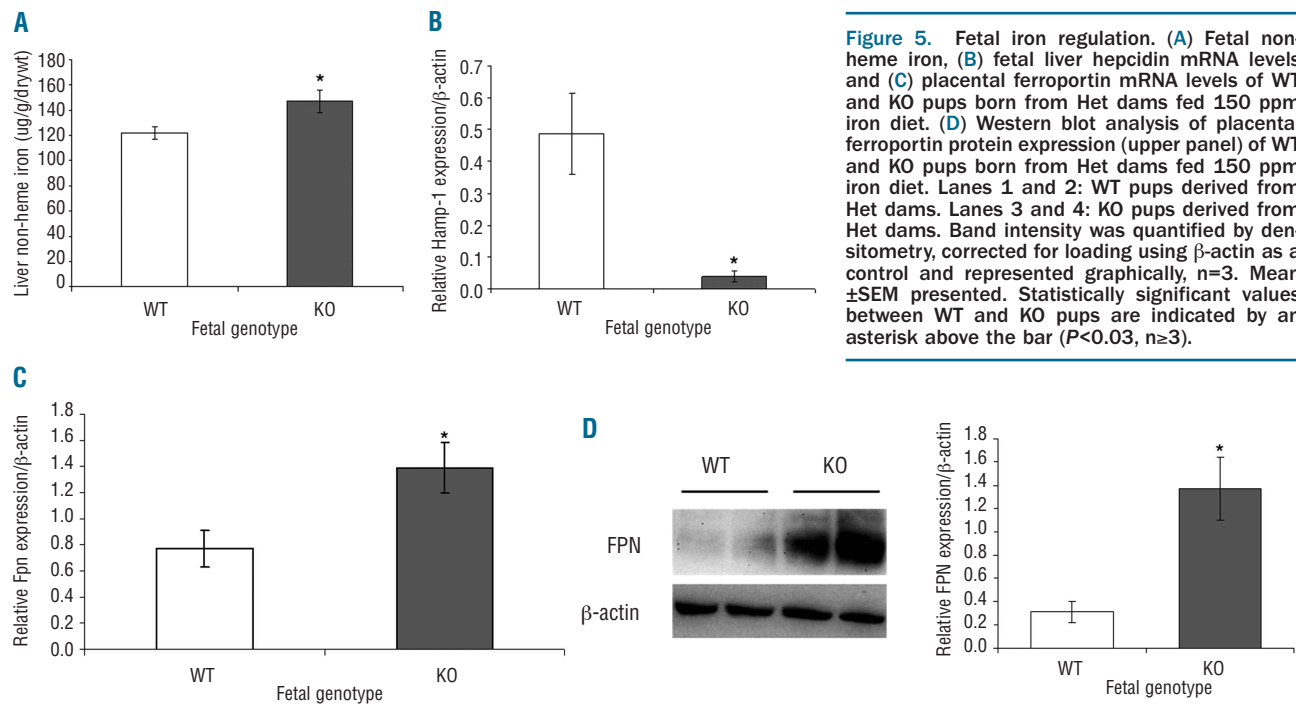 A
Liver non-heme iron (ug/g/drywt)
180
160
140
120
100
80
60
40
20
0
*
WT
KO
Fetal genotype
B
Relative Hamp-1 expression/β-actin
0.7
0.6
0.5
0.4
0.3
0.2
0.1
0.0
*
WT
KO
Fetal genotype
Figure 5. Fetal iron regulation. (A) Fetal non-
heme iron, (B) fetal liver hepcidin mRNA levels
and (C) placental ferroportin mRNA levels of WT
and KO pups born from Het dams fed 150 ppm
iron diet. (D) Western blot analysis of placenta
ferroportin protein expression (upper panel) of WT
and KO pups born from Het dams fed 150 ppm
iron diet. Lanes 1 and 2: WT pups derived from
Het dams. Lanes 3 and 4: KO pups derived from
Het dams. Band intensity was quantified by den-
sitometry, corrected for loading using β-actin as a
control and represented graphically, n=3. Mean
±SEM presented. Statistically significant values
between WT and KO pups are indicated by an
asterisk above the bar (P<0.03, n≥3).
C
Relative Fpn expression/β-actin
1.8
1.6
1.4
1.2
1.0
0.8
0.6
0.4
0.2
0.0
*
WT
KO
Fetal genotype
D
WT
KO
FPN
β-actin
Relative FPN expression/β-actin
1.8
1.6
1.4
1.2
1.0
0.8
0.6
0.4
0.2
0.0
*
WT
KO
Fetal genotype